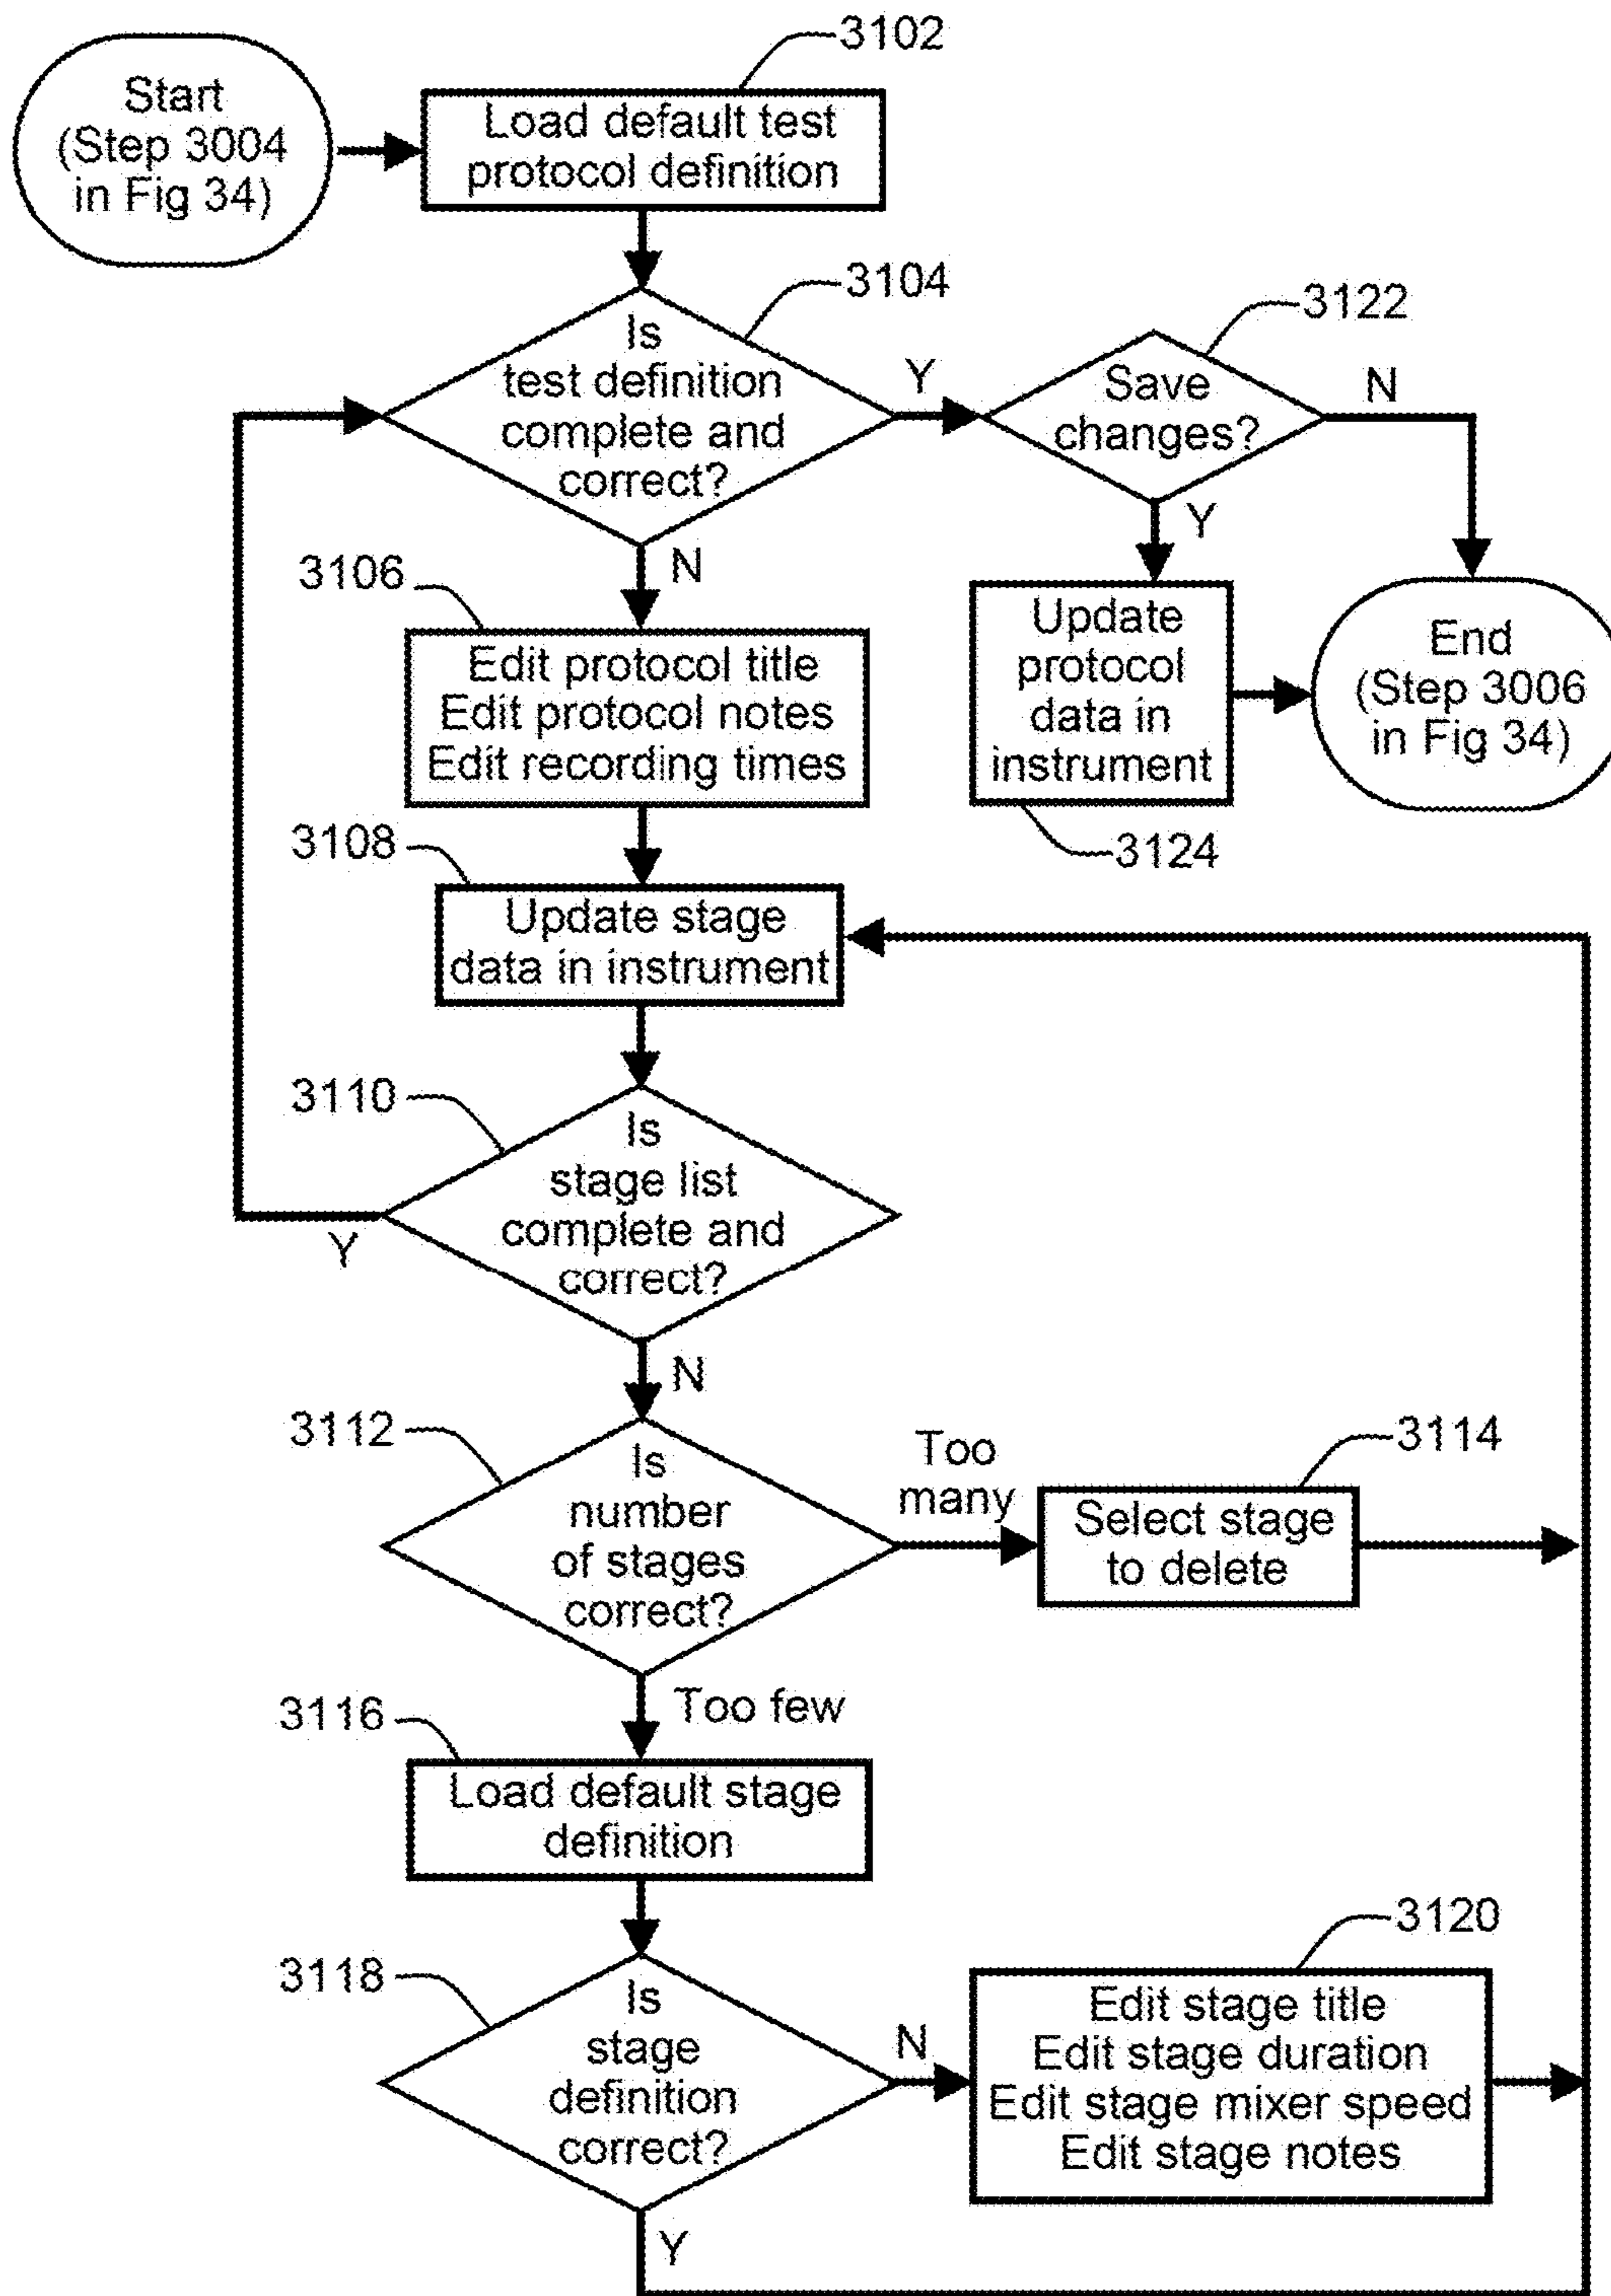 3102
Start
(Step 3004
in Fig 34)
Load default test
protocol definition
3104
3122
Is
test definition
complete and
correct?
Y
Save
changes?
N
N
Y
3106
Edit protocol title
Edit protocol notes
Edit recording times
Update
protocol
data in
instrument
End
(Step 3006
in Fig 34)
3124
3108
Update stage
data in instrument
3110
Is
stage list
complete and
correct?
Y
N
3112
Is
number
of stages
correct?
Too
many
3114
Select stage
to delete
Too few
3116
Load default stage
definition
3118
Is
stage
definition
correct?
N
3120
Edit stage title
Edit stage duration
Edit stage mixer speed
Edit stage notes
Y